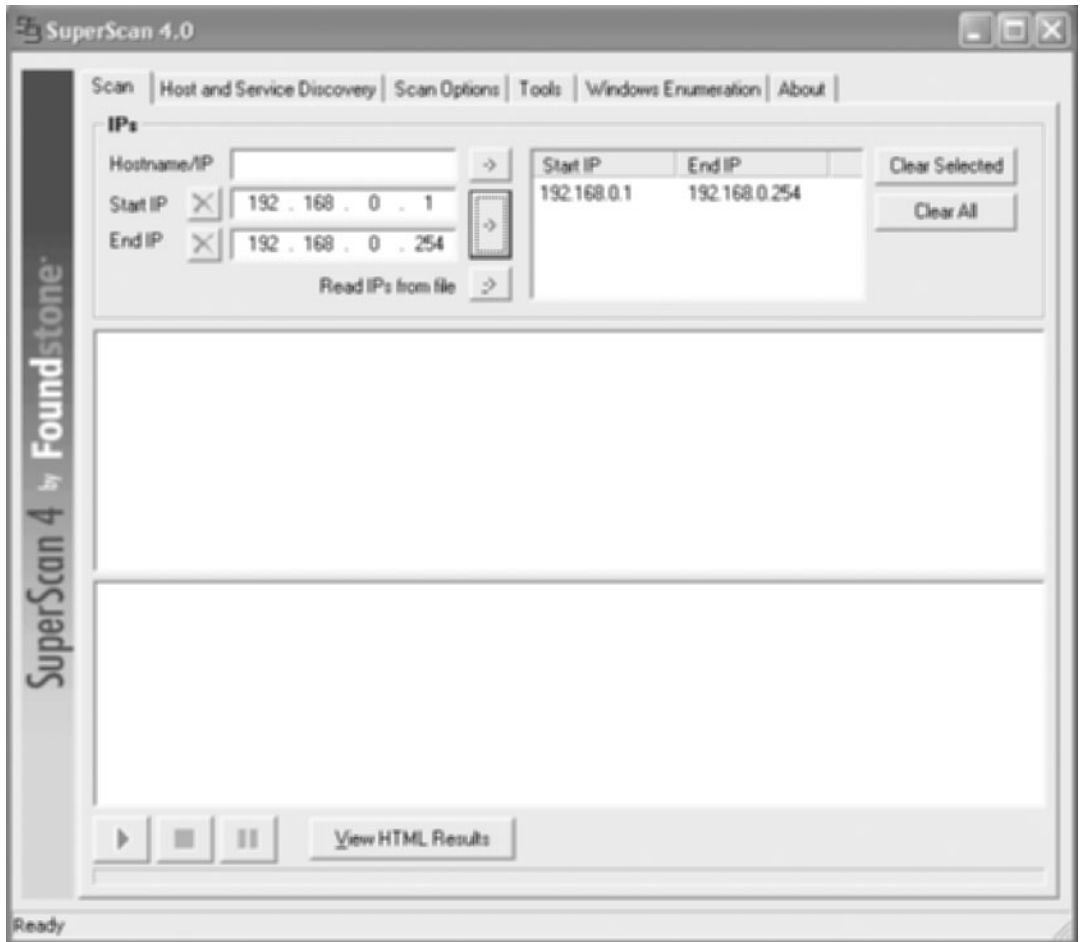 SuperScan 4.0
Scan Host and Service Discovery Scan Options Tools Windows Enumeration About
IPs
Hostname/IP
Start IP 192 . 168 . 0 . 1
End IP 192 . 168 . 0 . 254
Read IPs from file
Start IP End IP
192.168.0.1 192.168.0.254
Clear Selected
Clear All
SuperScan 4 by Foundstone
View HTML Results
Ready